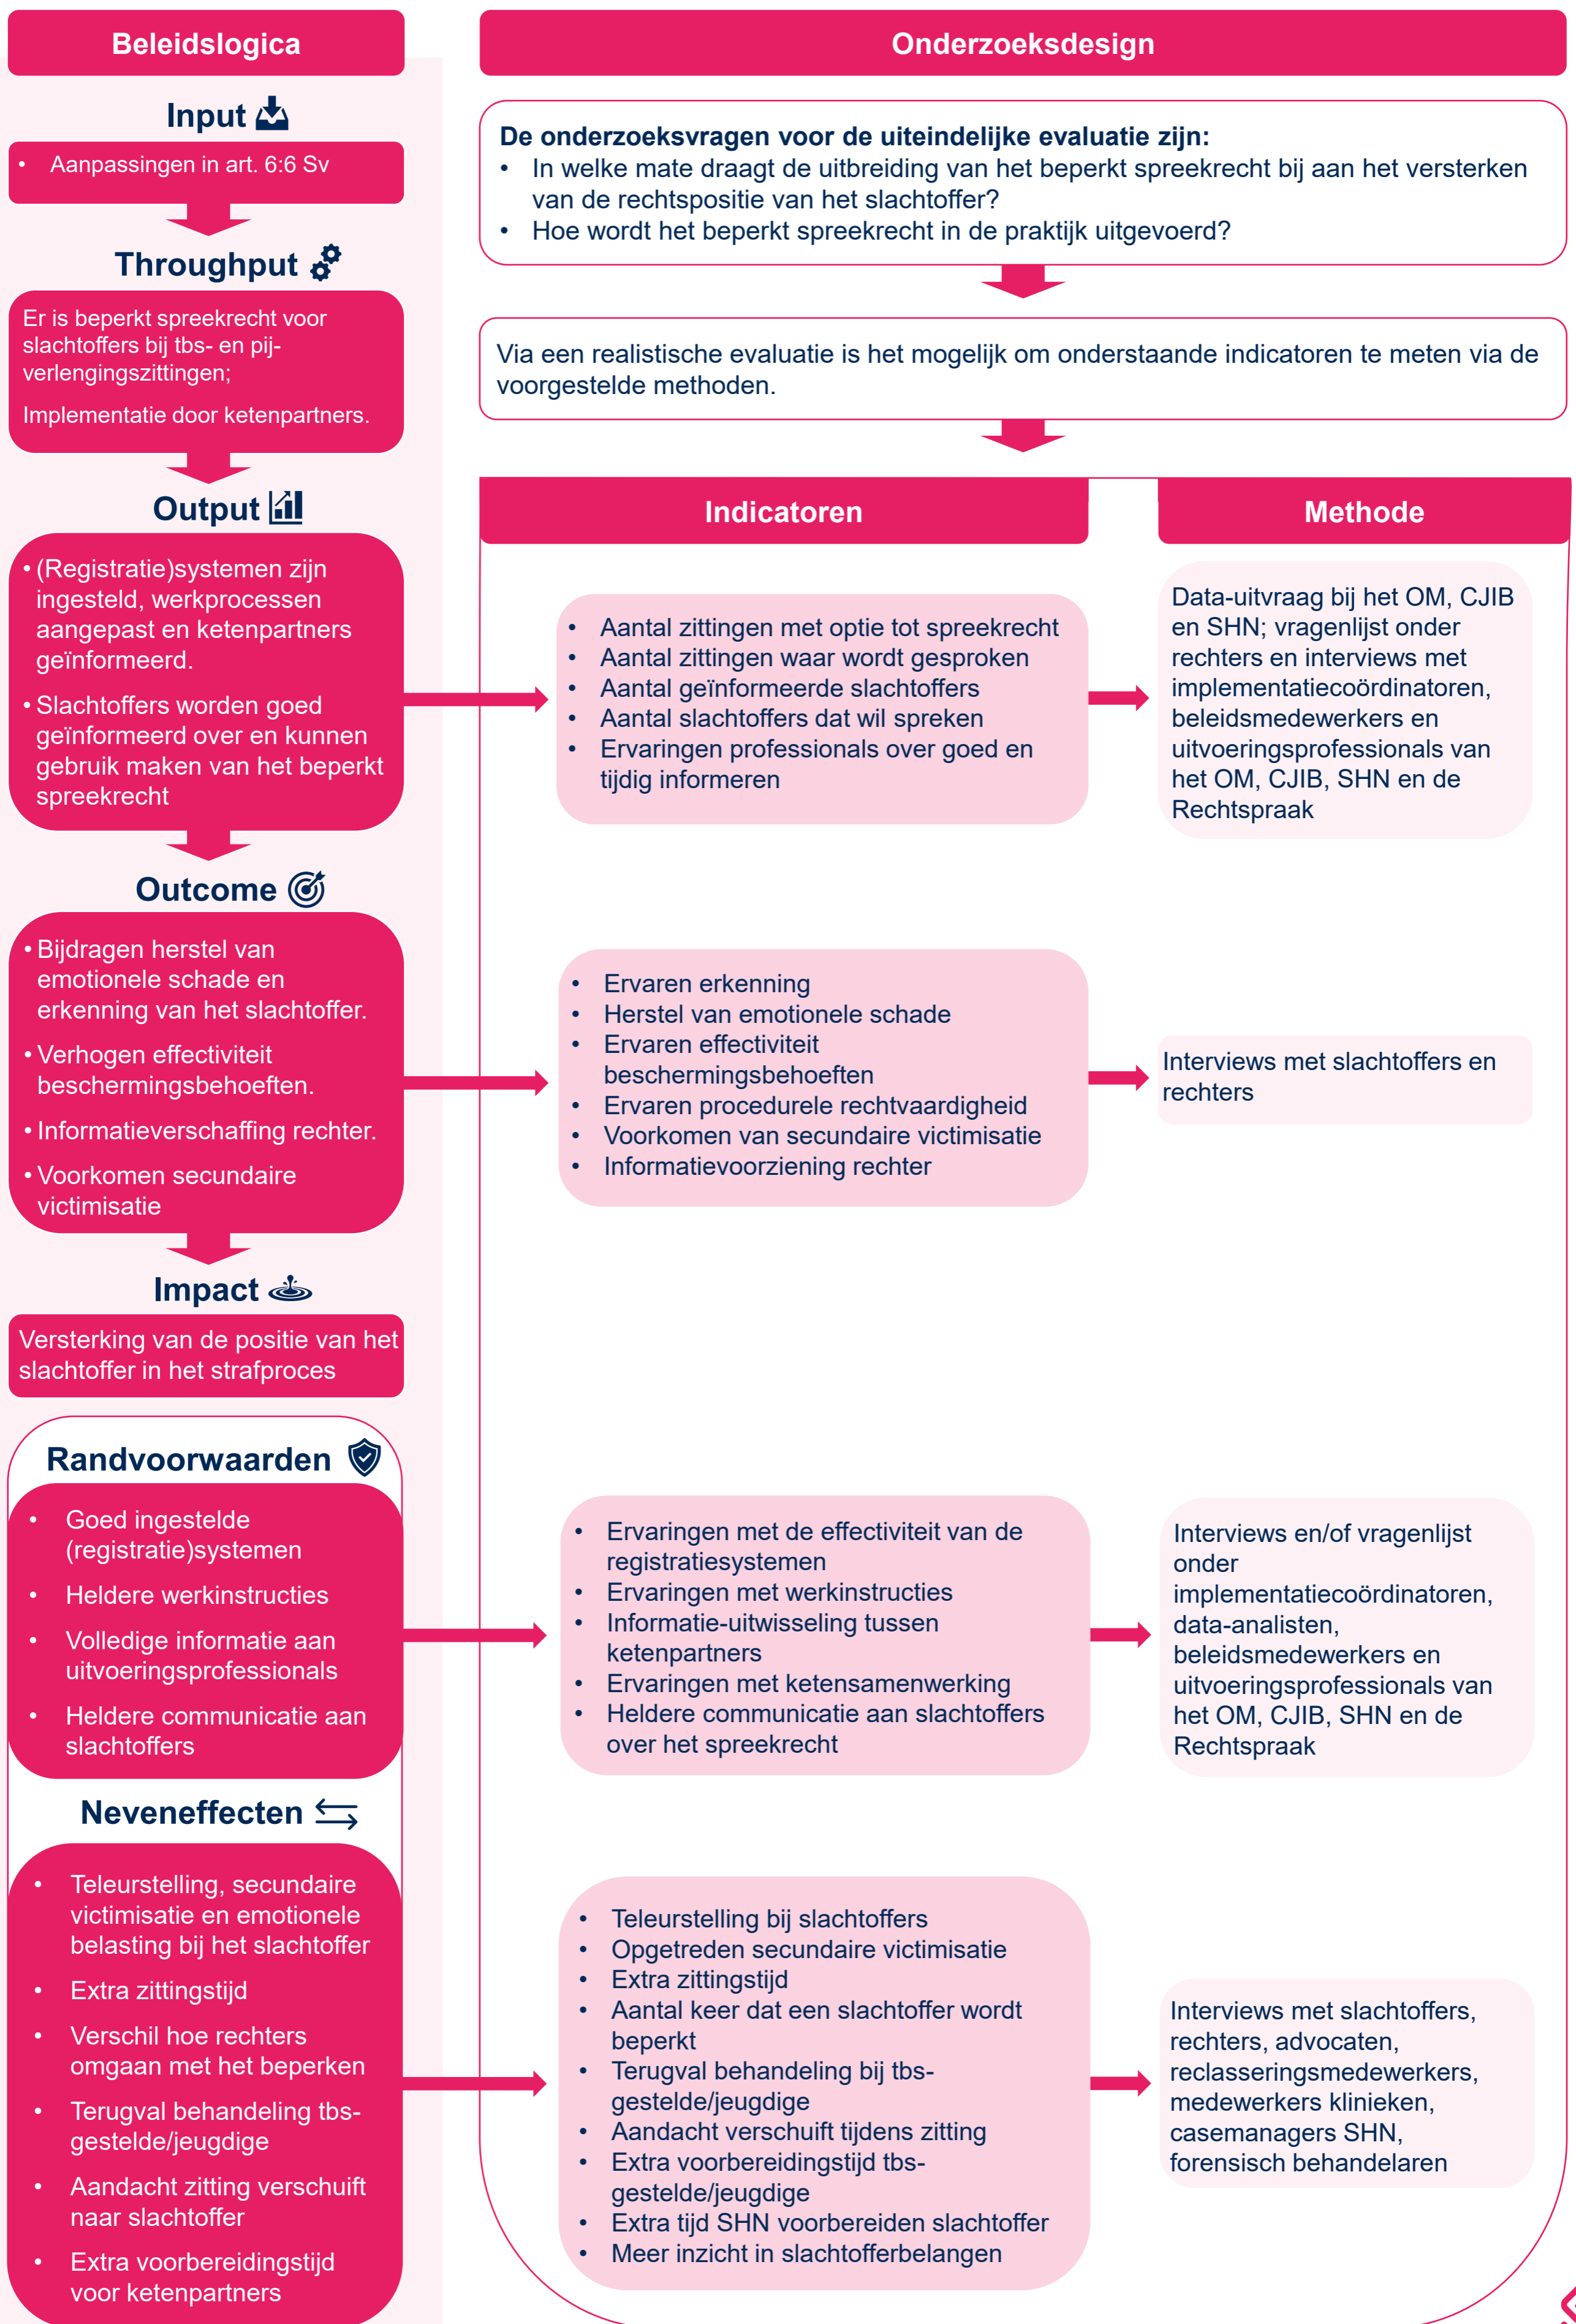 Beleidslogica
Input
• Aanpassingen in art. 6:6 Sv
Throughput
Er is beperkt spreekrecht voor
slachtoffers bij tbs- en pij-
verlengingszittingen;
Implementatie door ketenpartners.
Output
• (Registratie)systemen zijn
ingesteld, werkprocessen
aangepast en ketenpartners
geïnformeerd.
• Slachtoffers worden goed
geïnformeerd over en kunnen
gebruik maken van het beperkt
spreekrecht
Outcome
• Bijdragen herstel van
emotionele schade en
erkenning van het slachtoffer.
• Verhogen effectiviteit
beschermingsbehoeften.
• Informatieverschaffing rechter.
• Voorkomen secundaire
victimisatie
Impact
Versterking van de positie van het
slachtoffer in het strafproces
Randvoorwaarden
• Goed ingestelde
(registratie)systemen
• Heldere werkinstructies
• Volledige informatie aan
uitvoeringsprofessionals
• Heldere communicatie aan
slachtoffers
Neveneffecten
• Teleurstelling, secundaire
victimisatie en emotionele
belasting bij het slachtoffer
• Extra zittingstijd
• Verschil hoe rechters
omgaan met het beperken
• Terugval behandeling tbs-
gestelde/jeugdige
• Aandacht zitting verschuift
naar slachtoffer
• Extra voorbereidingstijd
voor ketenpartners
Onderzoeksdesign
De onderzoeksvragen voor de uiteindelijke evaluatie zijn:
• In welke mate draagt de uitbreiding van het beperkt spreekrecht bij aan het versterken
van de rechtspositie van het slachtoffer?
• Hoe wordt het beperkt spreekrecht in de praktijk uitgevoerd?
Via een realistische evaluatie is het mogelijk om onderstaande indicatoren te meten via de
voorgestelde methoden.
Indicatoren
Methode
• Aantal zittingen met optie tot spreekrecht
• Aantal zittingen waar wordt gesproken
• Aantal geïnformeerde slachtoffers
• Aantal slachtoffers dat wil spreken
• Ervaringen professionals over goed en
tijdig informeren
Data-uitvraag bij het OM, CJIB
en SHN; vragenlijst onder
rechters en interviews met
implementatiecoördinatoren,
beleidsmedewerkers en
uitvoeringsprofessionals van
het OM, CJIB, SHN en de
Rechtspraak
• Ervaren erkenning
• Herstel van emotionele schade
• Ervaren effectiviteit
beschermingsbehoeften
• Ervaren procedurele rechtvaardigheid
• Voorkomen van secundaire victimisatie
• Informatievoorziening rechter
Interviews met slachtoffers en
rechters
• Ervaringen met de effectiviteit van de
registratiesystemen
• Ervaringen met werkinstructies
• Informatie-uitwisseling tussen
ketenpartners
• Ervaringen met ketensamenwerking
• Heldere communicatie aan slachtoffers
over het spreekrecht
Interviews en/of vragenlijst
onder
implementatiecoördinatoren,
data-analisten,
beleidsmedewerkers en
uitvoeringsprofessionals van
het OM, CJIB, SHN en de
Rechtspraak
• Teleurstelling bij slachtoffers
• Opgetreden secundaire victimisatie
• Extra zittingstijd
• Aantal keer dat een slachtoffer wordt
beperkt
• Terugval behandeling bij tbs-
gestelde/jeugdige
• Aandacht verschuift tijdens zitting
• Extra voorbereidingstijd tbs-
gestelde/jeugdige
• Extra tijd SHN voorbereiden slachtoffer
• Meer inzicht in slachtofferbelangen
Interviews met slachtoffers,
rechters, advocaten,
reclasseringsmedewerkers,
medewerkers klinieken,
casemanagers SHN,
forensisch behandelaren